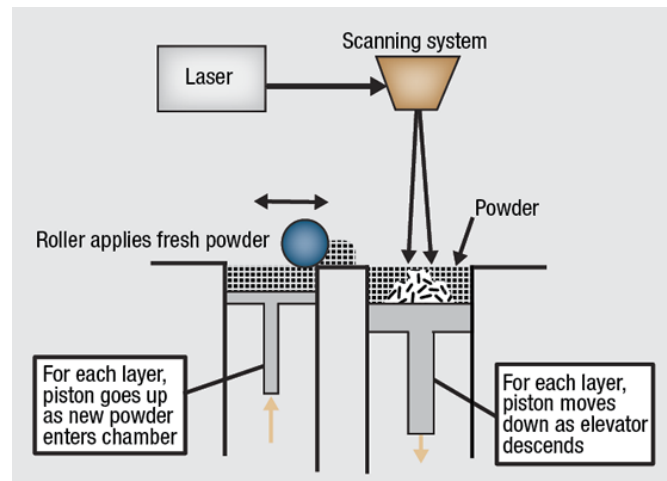 Scanning system
Laser
Powder
Roller applies fresh powder
For each layer,
piston goes up
as new powder
enters chamber
For each layer,
piston moves
down as elevator
descends